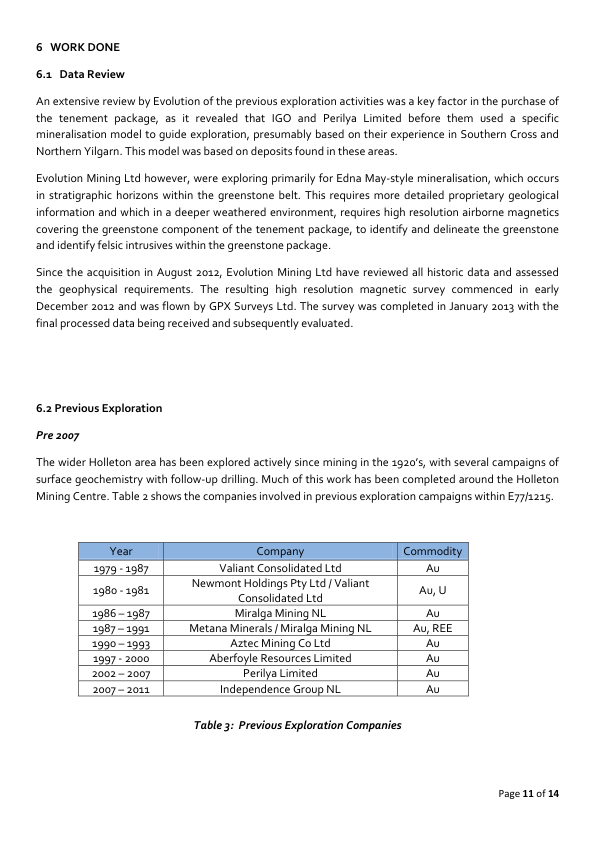 6 WORK DONE
6.1 Data Review
An extensive review by Evolution of the previous exploration activities was a key factor in the purchase of
the tenement package, as it revealed that IGO and Perilya Limited before them used a specific
mineralisation model to guide exploration, presumably based on their experience in Southern Cross and
Northern Yilgarn. This model was based on deposits found in these areas.
Evolution Mining Ltd however, were exploring primarily for Edna May-style mineralisation, which occurs
in stratigraphic horizons within the greenstone belt. This requires more detailed proprietary geological
information and which in a deeper weathered environment, requires high resolution airborne magnetics
covering the greenstone component of the tenement package, to identify and delineate the greenstone
and identify felsic intrusives within the greenstone package.
Since the acquisition in August 2012, Evolution Mining Ltd have reviewed all historic data and assessed
the geophysical requirements. The resulting high resolution magnetic survey commenced in early
December 2012 and was flown by GPX Surveys Ltd. The survey was completed in January 2013 with the
final processed data being received and subsequently evaluated.
6.2 Previous Exploration
Pre 2007
The wider Holleton area has been explored actively since mining in the 1920's, with several campaigns of
surface geochemistry with follow-up drilling. Much of this work has been completed around the Holleton
Mining Centre. Table 2 shows the companies involved in previous exploration campaigns within E77/1215.
Year Company Commodity
1979 - 1987 Valiant Consolidated Ltd Au
1980 - 1981 Newmont Holdings Pty Ltd / Valiant
Consolidated Ltd Au, U
1986 – 1987 Miralga Mining NL Au
1987 – 1991 Metana Minerals / Miralga Mining NL Au, REE
1990 – 1993 Aztec Mining Co Ltd Au
1997 - 2000 Aberfoyle Resources Limited Au
2002 – 2007 Perilya Limited Au
2007 – 2011 Independence Group NL Au
Table 3: Previous Exploration Companies
Page 11 of 14